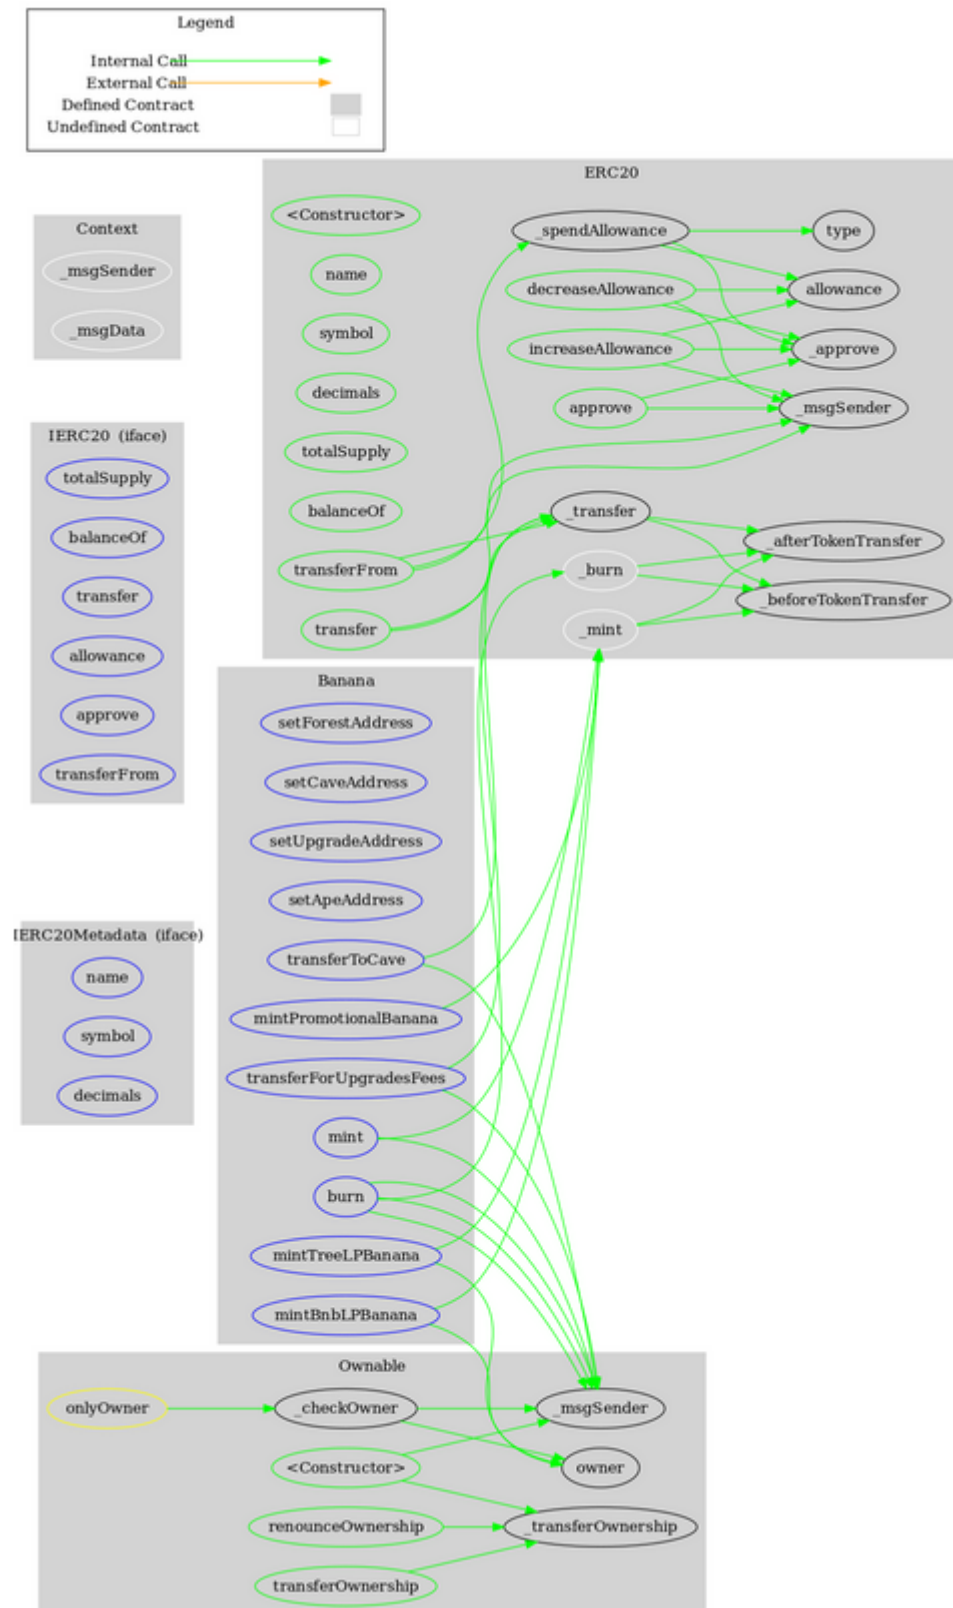 Legend
Internal Call
External Call
Defined Contract
Undefined Contract
Context
_msgSender
_msgData
IERC20 (iface)
totalSupply
balanceOf
transfer
allowance
approve
transferFrom
IERC20Metadata (iface)
name
symbol
decimals
ERC20
<Constructor>
name
symbol
decimals
totalSupply
balanceOf
transferFrom
transfer
_spendAllowance
decreaseAllowance
increaseAllowance
approve
_transfer
_burn
_mint
type
allowance
_approve
_msgSender
_afterTokenTransfer
_beforeTokenTransfer
Banana
setForestAddress
setCaveAddress
setUpgradeAddress
setApeAddress
transferToCave
mintPromotionalBanana
transferForUpgradesFees
mint
burn
mintTreeLPBanana
mintBnbLPBanana
Ownable
onlyOwner
_checkOwner
<Constructor>
renounceOwnership
transferOwnership
_msgSender
owner
_transferOwnership